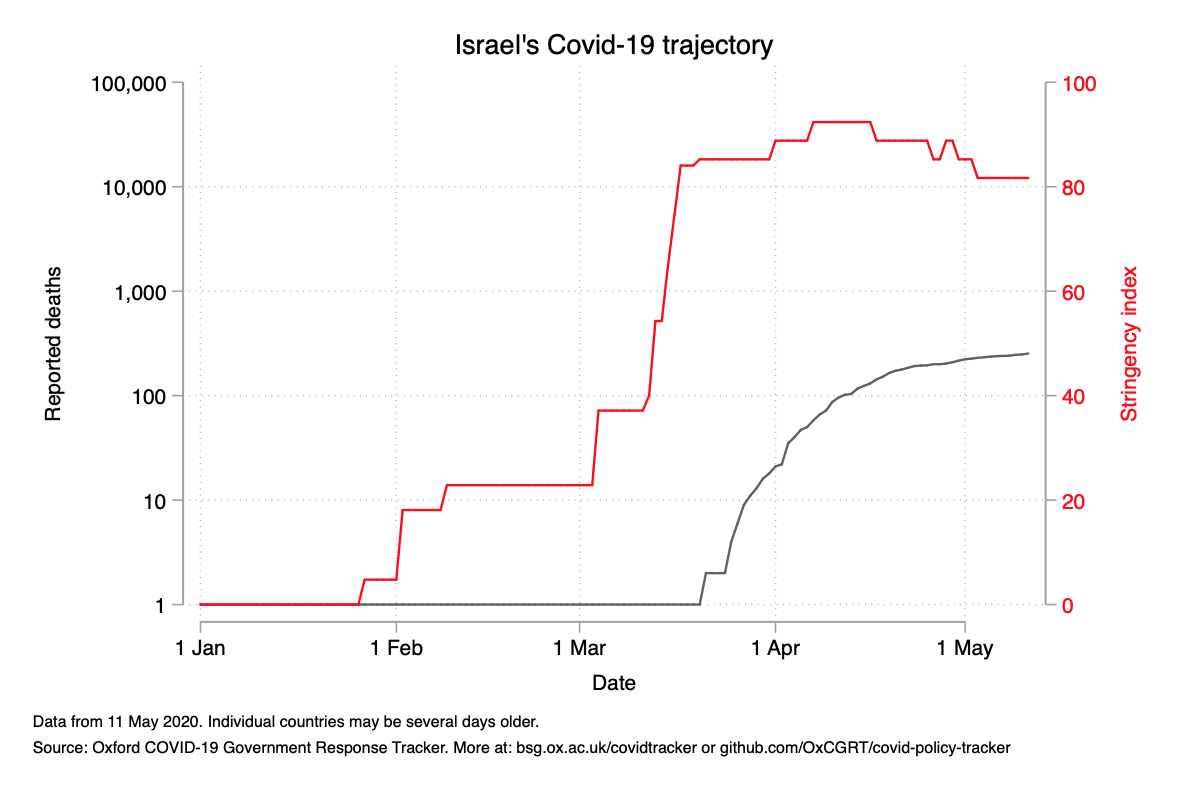 Israel's Covid-19 trajectory
100,000
10,000
1,000
100
10
1
Reported deaths
100
80
60
40
20
0
Stringency index
1 Jan
1 Feb
1 Mar
1 Apr
1 May
Date
Data from 11 May 2020. Individual countries may be several days older.
Source: Oxford COVID-19 Government Response Tracker. More at: bsg.ox.ac.uk/covidtracker or github.com/OxCGRT/covid-policy-tracker